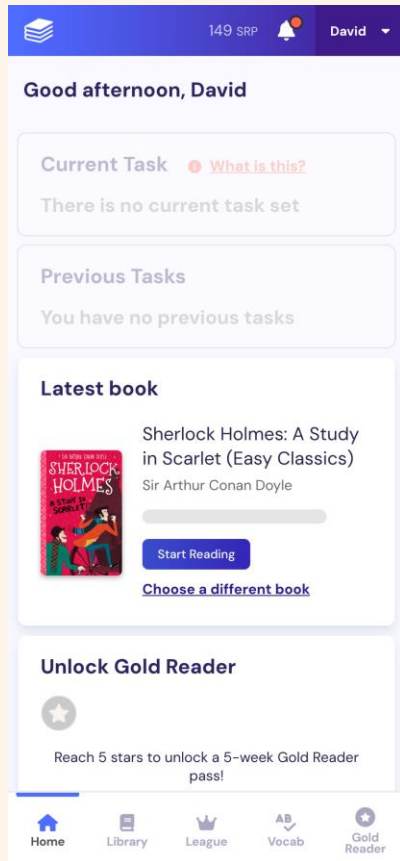 149 SRP
David
Good afternoon, David
Current Task
What is this?
There is no current task set
Previous Tasks
You have no previous tasks
Latest book
Sherlock Holmes: A Study
in Scarlet (Easy Classics)
Sir Arthur Conan Doyle
SHERLOCK
HOLMES
A STUDY IN
SCARLET
Start Reading
Choose a different book
Unlock Gold Reader
Reach 5 stars to unlock a 5-week Gold Reader
pass!
Home
Library
League
AB
Vocab
Gold
Reader